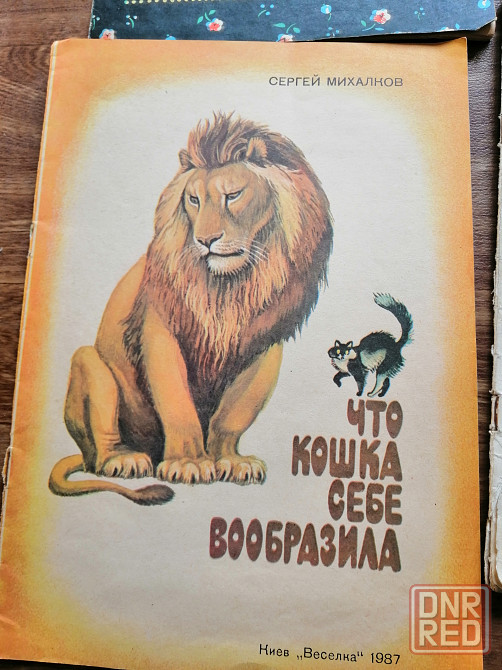 СЕРГЕЙ МИХАЛКОВ
ЧТО
КОШКА
СЕБЕ
ВООБРАЗИЛА
Киев „Веселка" 1987
DNR
RED